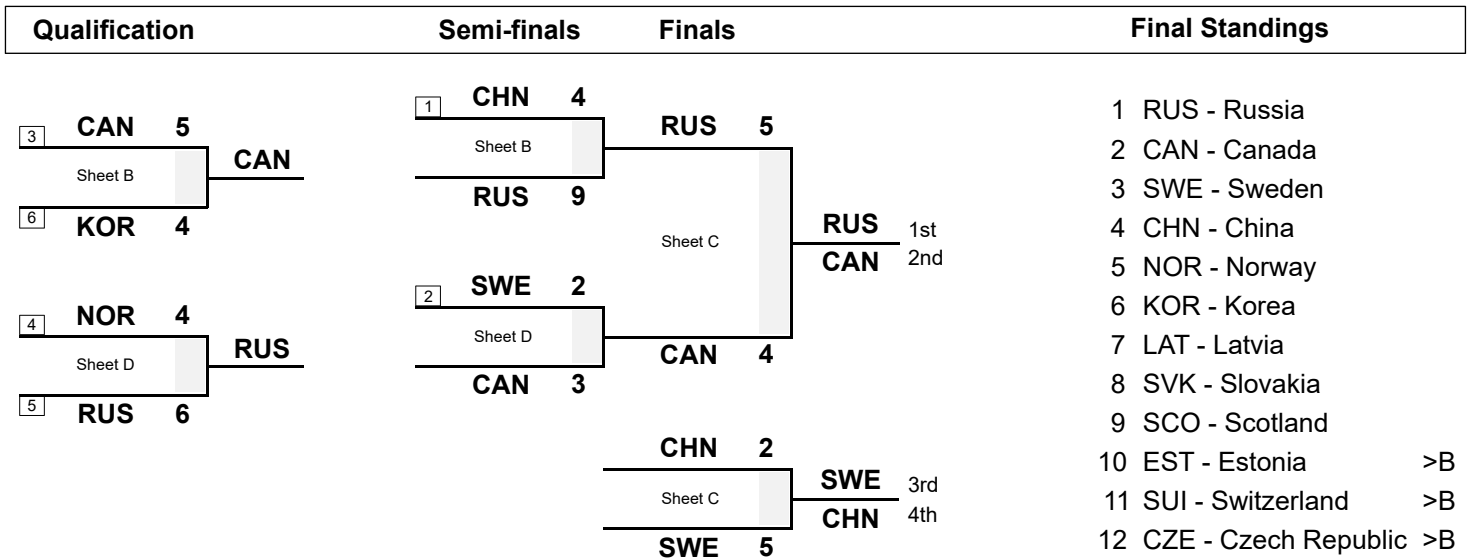 Qualification Semi-finals Finals Final Standings
3 CAN 5
Sheet B
CAN
6 KOR 4
4 NOR 4
Sheet D
RUS
5 RUS 6
1 CHN 4
Sheet B
RUS 9
2 SWE 2
Sheet D
CAN 3
RUS 5
Sheet C
CAN 4
RUS 1st
CAN 2nd
CHN 2
Sheet C
SWE 5
SWE 3rd
CHN 4th
1 RUS - Russia
2 CAN - Canada
3 SWE - Sweden
4 CHN - China
5 NOR - Norway
6 KOR - Korea
7 LAT - Latvia
8 SVK - Slovakia
9 SCO - Scotland
10 EST - Estonia >B
11 SUI - Switzerland >B
12 CZE - Czech Republic >B